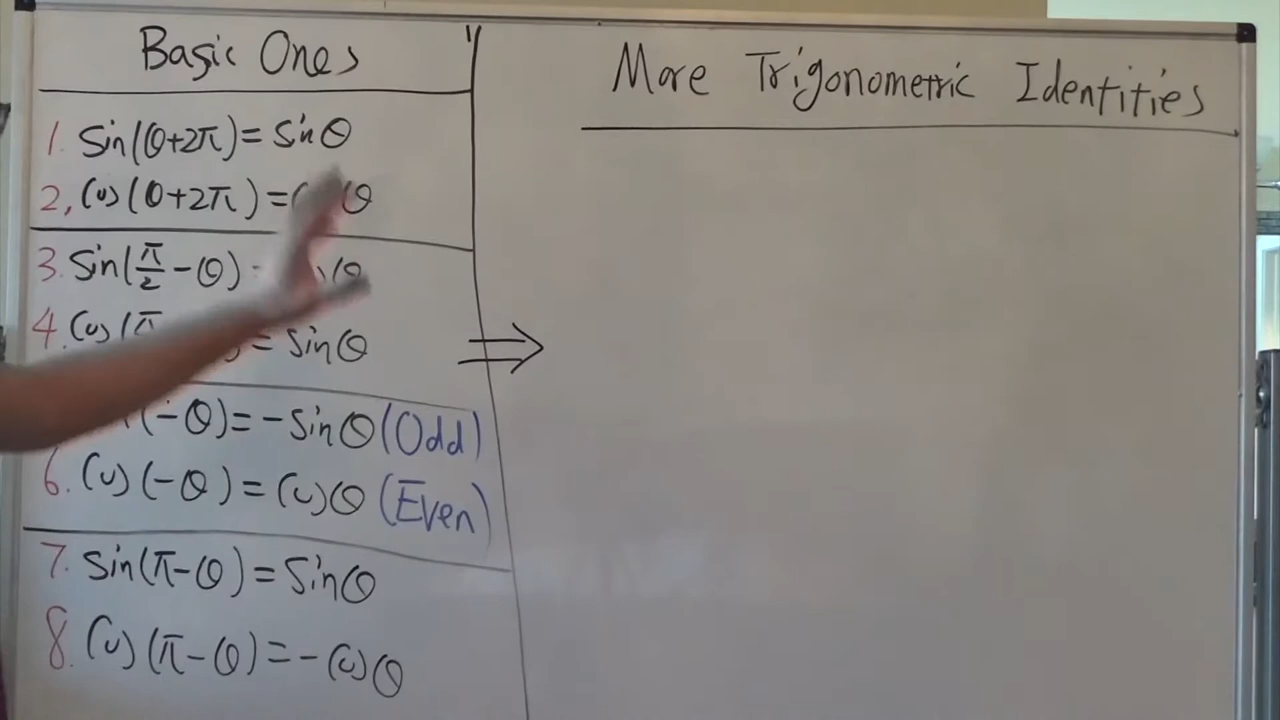 Basic Ones
1. Sin(θ+2π)= Sinθ
2, Cos(θ+2π)= θ
3. Sin(π/2 -θ) θ
4. Cos(π = Sinθ
(-θ)= -Sinθ (Odd)
6. Cos(-θ) = Cosθ (Even)
7. Sin(π-θ) = Sinθ
8. Cos(π-θ) = -Cosθ
⇒
More Trigonometric Identities